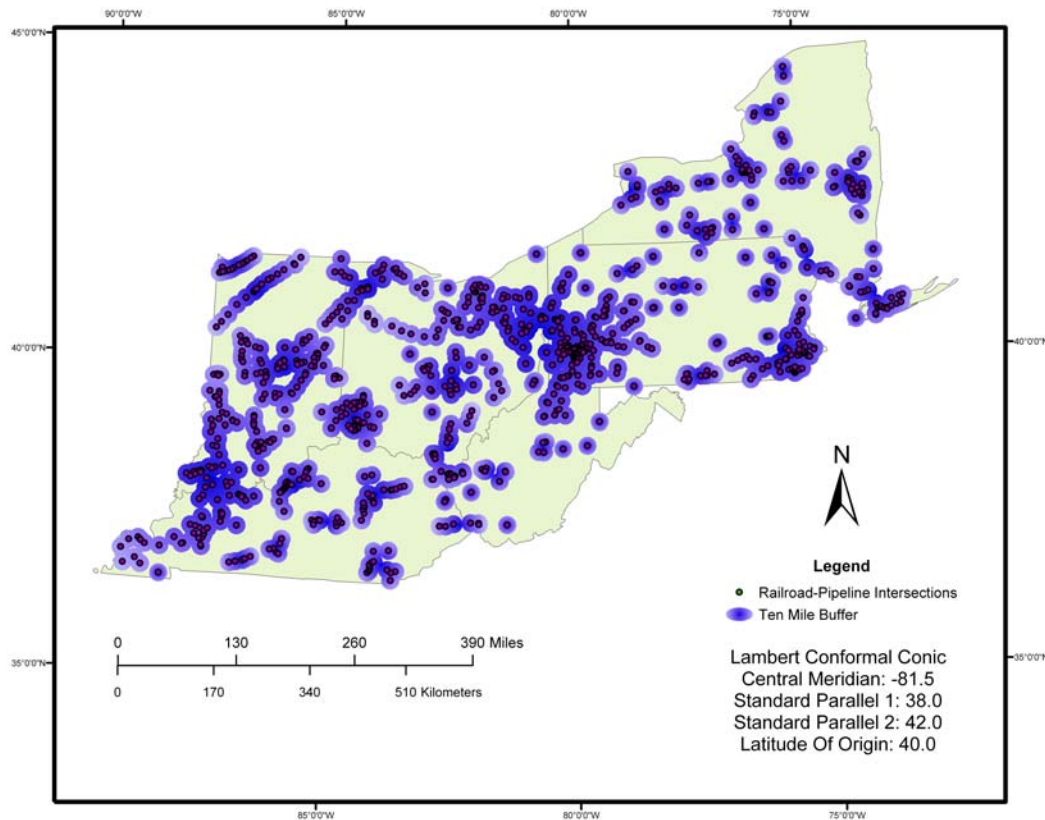 90°0'0"W 85°0'0"W 80°0'0"W 75°0'0"W
45°0'0"N
40°0'0"N 40°0'0"N
N
Legend
Railroad-Pipeline Intersections
Ten Mile Buffer
0 130 260 390 Miles
0 170 340 510 Kilometers
35°0'0"N 35°0'0"N
Lambert Conformal Conic
Central Meridian: -81.5
Standard Parallel 1: 38.0
Standard Parallel 2: 42.0
Latitude Of Origin: 40.0
85°0'0"W 80°0'0"W 75°0'0"W